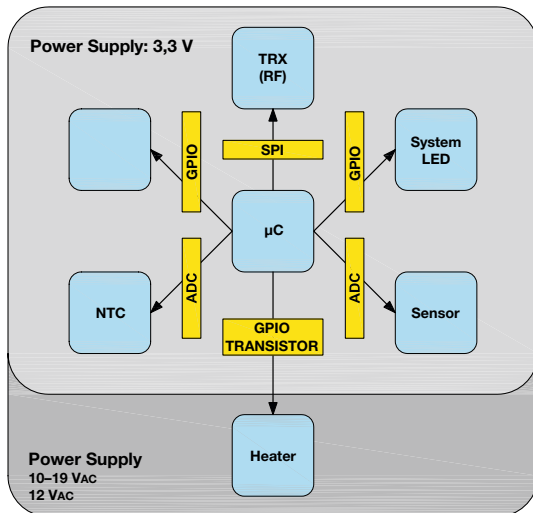 Power Supply: 3,3 V
TRX
(RF)
GPIO
SPI
GPIO
System
LED
µC
ADC
ADC
NTC
GPIO
TRANSISTOR
Sensor
Heater
Power Supply
10–19 VAC
12 VAC